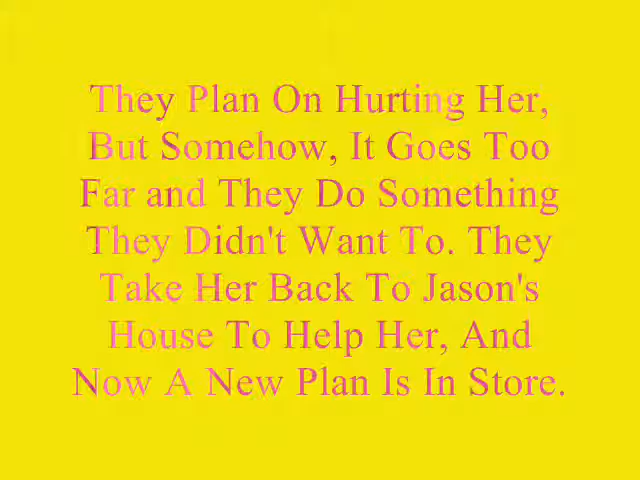 They Plan On Hurting Her,
But Somehow, It Goes Too
Far and They Do Something
They Didn't Want To. They
Take Her Back To Jason's
House To Help Her, And
Now A New Plan Is In Store.